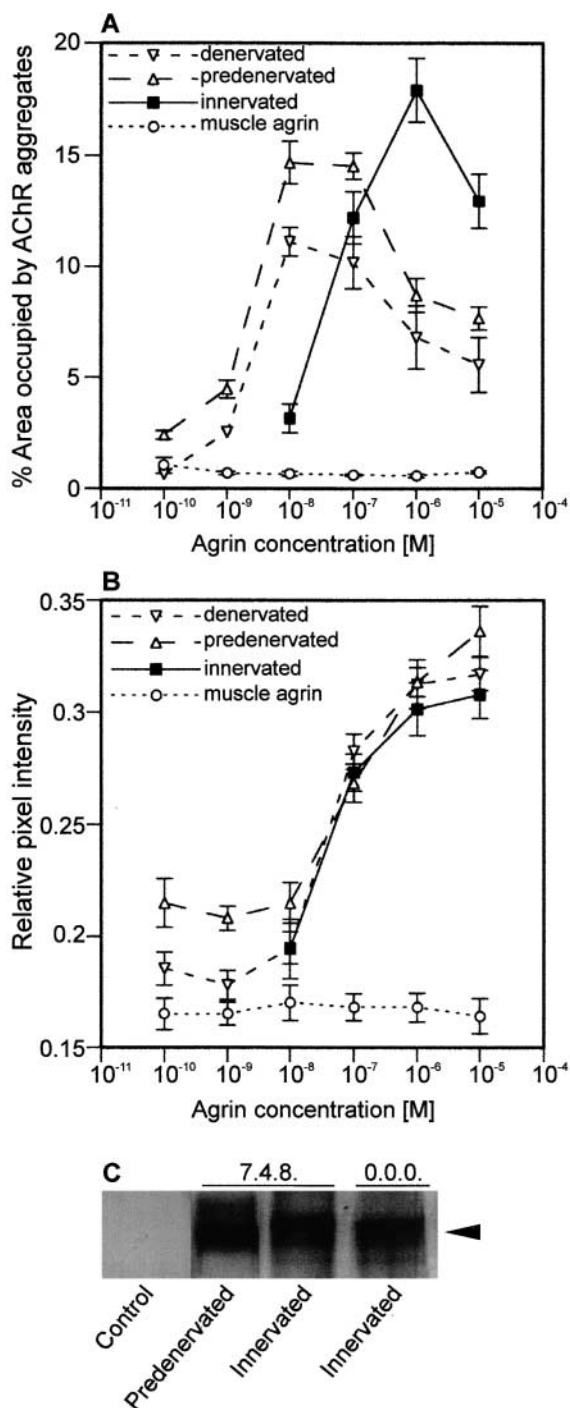 A
20
15
10
5
0
% Area occupied by AChR aggregates
denervated
predenervated
innervated
muscle agrin
10-11 10-10 10-9 10-8 10-7 10-6 10-5 10-4
Agrin concentration [M]
B
0.35
0.3
0.25
0.2
0.15
Relative pixel intensity
denervated
predenervated
innervated
muscle agrin
10-11 10-10 10-9 10-8 10-7 10-6 10-5 10-4
Agrin concentration [M]
C
7.4.8. 0.0.0.
Control
Predenervated
Innervated
Innervated